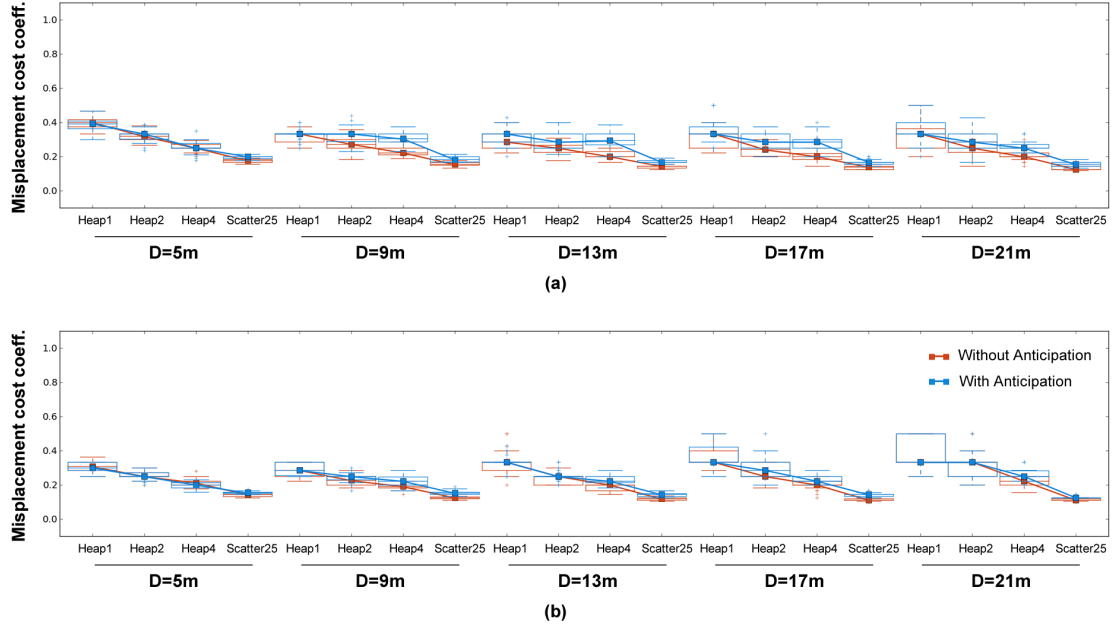 Misplacement cost coeff.
1.0
0.8
0.6
0.4
0.2
0.0
Heap1 Heap2 Heap4 Scatter25 Heap1 Heap2 Heap4 Scatter25 Heap1 Heap2 Heap4 Scatter25 Heap1 Heap2 Heap4 Scatter25 Heap1 Heap2 Heap4 Scatter25
D=5m D=9m D=13m D=17m D=21m
(a)
Misplacement cost coeff.
1.0
0.8
0.6
0.4
0.2
0.0
Without Anticipation
With Anticipation
Heap1 Heap2 Heap4 Scatter25 Heap1 Heap2 Heap4 Scatter25 Heap1 Heap2 Heap4 Scatter25 Heap1 Heap2 Heap4 Scatter25 Heap1 Heap2 Heap4 Scatter25
D=5m D=9m D=13m D=17m D=21m
(b)